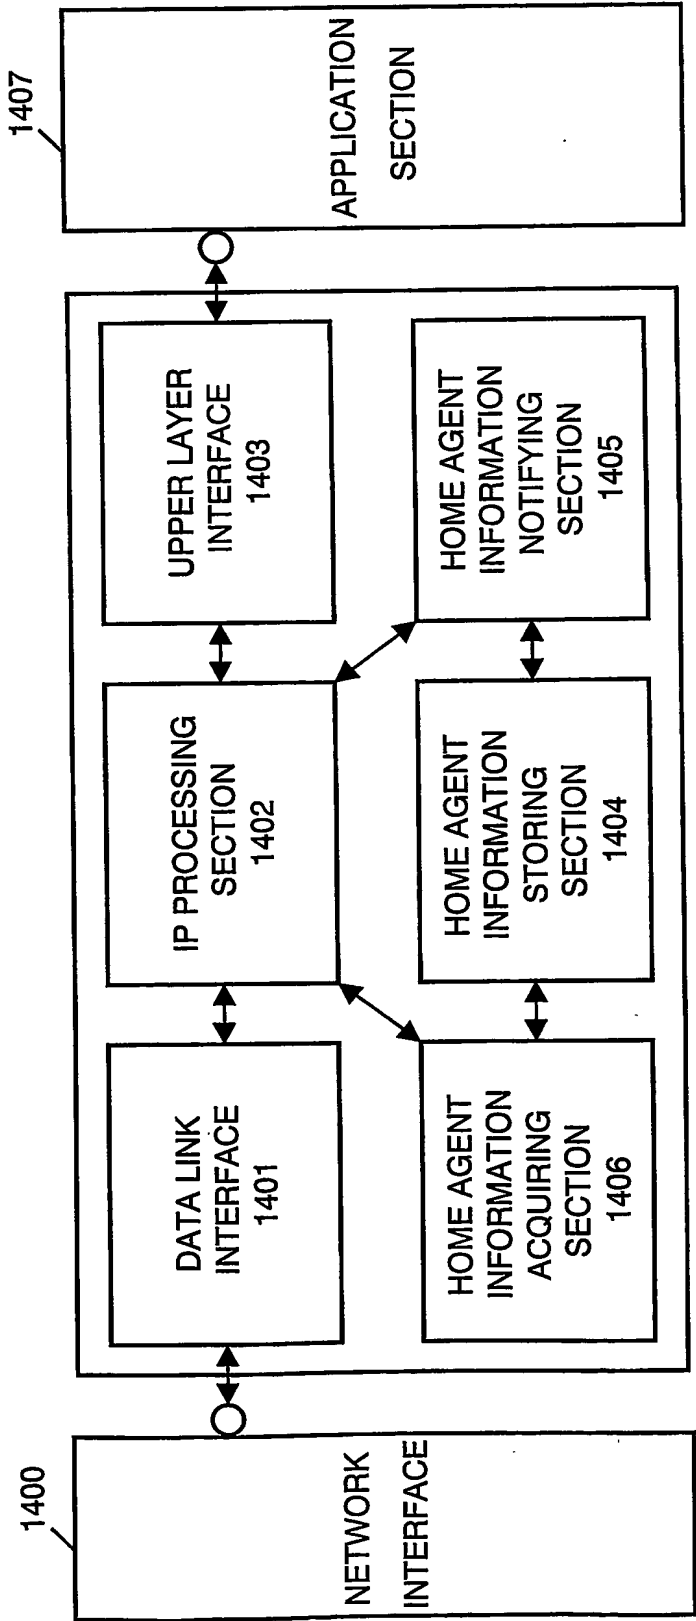 1400
NETWORK
INTERFACE
DATA LINK
INTERFACE
1401
IP PROCESSING
SECTION
1402
UPPER LAYER
INTERFACE
1403
HOME AGENT
INFORMATION
ACQUIRING
SECTION
1406
HOME AGENT
INFORMATION
STORING
SECTION
1404
HOME AGENT
INFORMATION
NOTIFYING
SECTION
1405
1407
APPLICATION
SECTION